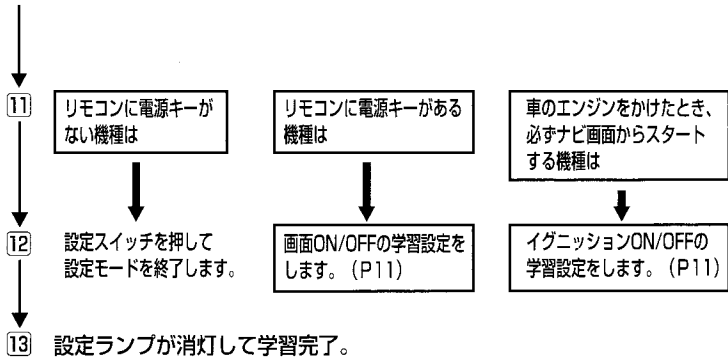 11
リモコンに電源キーが
ない機種は
リモコンに電源キーがある
機種は
車のエンジンをかけたとき、
必ずナビ画面からスタート
する機種は
12
設定スイッチを押して
設定モードを終了します。
画面ON/OFFの学習設定を
します。(P11)
イグニッションON/OFFの
学習設定をします。(P11)
13 設定ランプが消灯して学習完了。